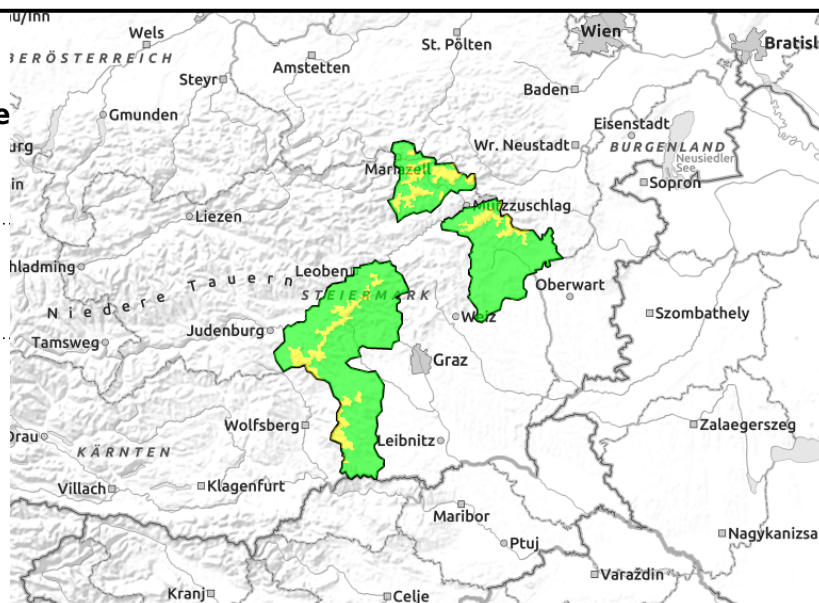 Wels
St. Pölten
Wien
Bratisl
BERÖSTERREICH
Steyr
Amstetten
Baden
Gmunden
e
Eisenstadt
BURGENLAND
Wr. Neustadt
Neusiedler
See
Mariazell
Sopron
Liezen
Mürzzuschlag
hladming
Leoben
Niedere Tauern
STEIERMARK
Oberwart
Judenburg
Weiz
Szombathely
Tamsweg
Graz
Wolfsberg
Zalaegerszeg
Drau
KÄRNTEN
Leibnitz
Villach
Klagenfurt
Maribor
Nagykanizsa
Ptuj
Varaždin
Kranj
Celje